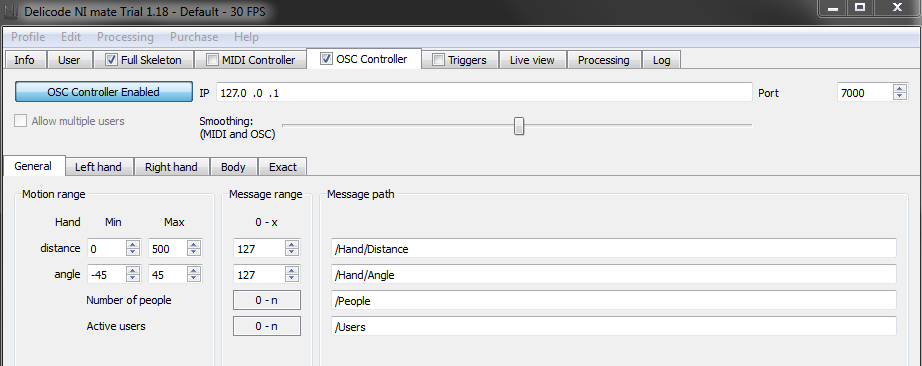 Delicode NI mate Trial 1.18 - Default - 30 FPS
Profile Edit Processing Purchase Help
Info User Full Skeleton MIDI Controller OSC Controller Triggers Live view Processing Log
OSC Controller Enabled IP 127.0 .0 .1 Port 7000
Allow multiple users Smoothing:
(MIDI and OSC)
General Left hand Right hand Body Exact
Motion range Message range Message path
Hand Min Max 0 - x
distance 0 500 127 /Hand/Distance
angle -45 45 127 /Hand/Angle
Number of people 0 - n /People
Active users 0 - n /Users